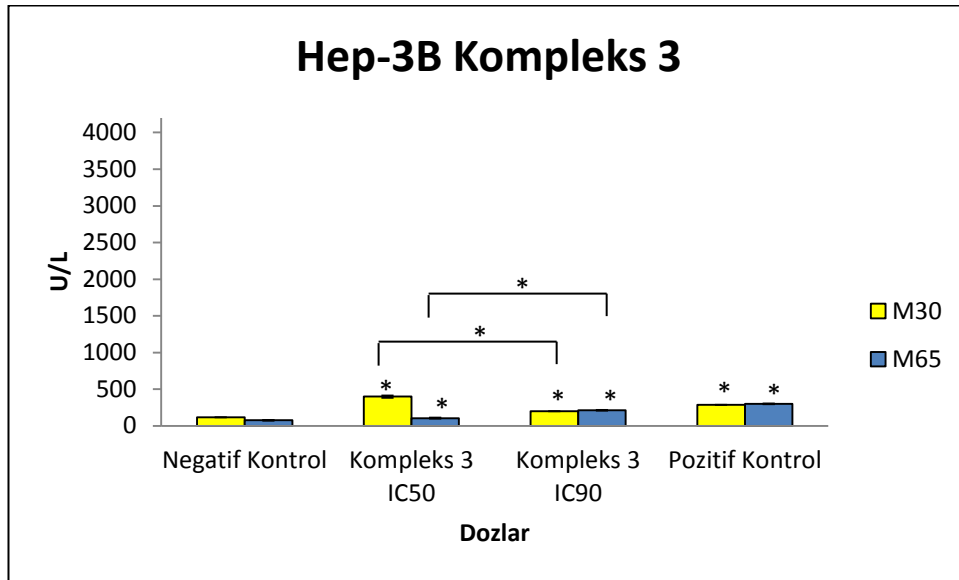 Hep-3B Kompleks 3
4000
3500
3000
2500
2000
1500
1000
500
0
U/L
*
*
* * * * * *
M30
M65
Negatif Kontrol Kompleks 3 Kompleks 3 Pozitif Kontrol
IC50 IC90
Dozlar